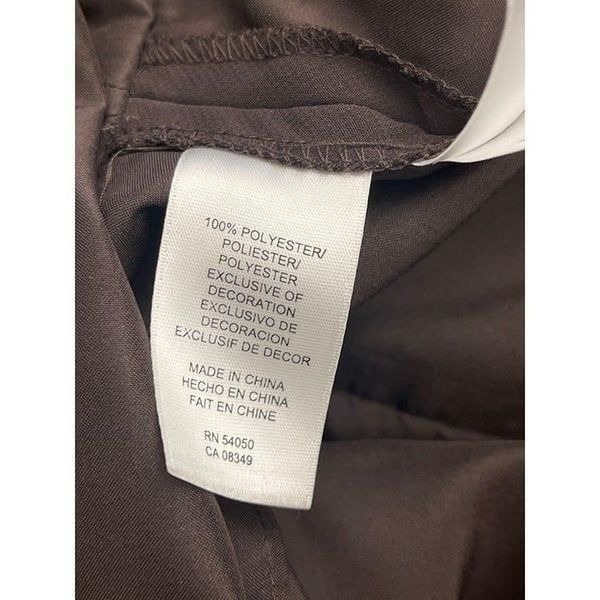 100% POLYESTER/
POLIESTER/
POLYESTER
EXCLUSIVE OF
DECORATION
EXCLUSIVO DE
DECORACION
EXCLUSIF DE DECOR
MADE IN CHINA
HECHO EN CHINA
FAIT EN CHINE
RN 54050
CA 08349